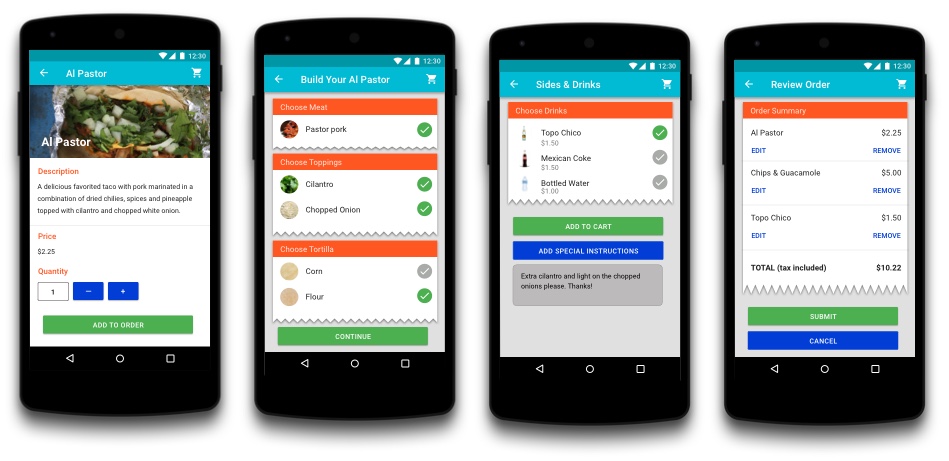 12:30
Al Pastor
Al Pastor
Description
A delicious favorited taco with pork marinated in a
combination of dried chilies, spices and pineapple
topped with cilantro and chopped white onion.
Price
$2.25
Quantity
1 – +
ADD TO ORDER
12:30
Build Your Al Pastor
Choose Meat
Pastor pork
Choose Toppings
Cilantro
Chopped Onion
Choose Tortilla
Corn
Flour
CONTINUE
12:30
Sides & Drinks
Choose Drinks
Topo Chico
$1.50
Mexican Coke
$1.50
Bottled Water
$1.00
ADD TO CART
ADD SPECIAL INSTRUCTIONS
Extra cilantro and light on the chopped
onions please. Thanks!
12:30
Review Order
Order Summary
Al Pastor $2.25
EDIT REMOVE
Chips & Guacamole $5.00
EDIT REMOVE
Topo Chico $1.50
EDIT REMOVE
TOTAL (tax included) $10.22
SUBMIT
CANCEL